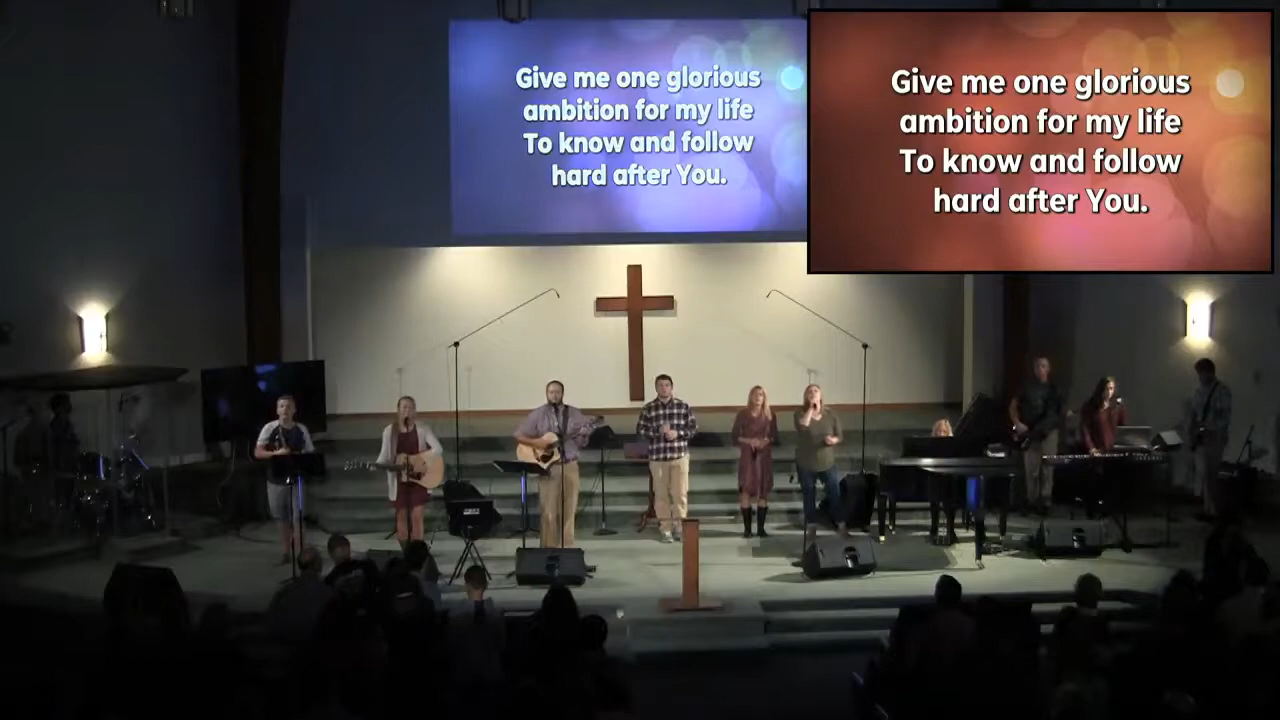 Give me one glorious
ambition for my life
To know and follow
hard after You.
Give me one glorious
ambition for my life
To know and follow
hard after You.